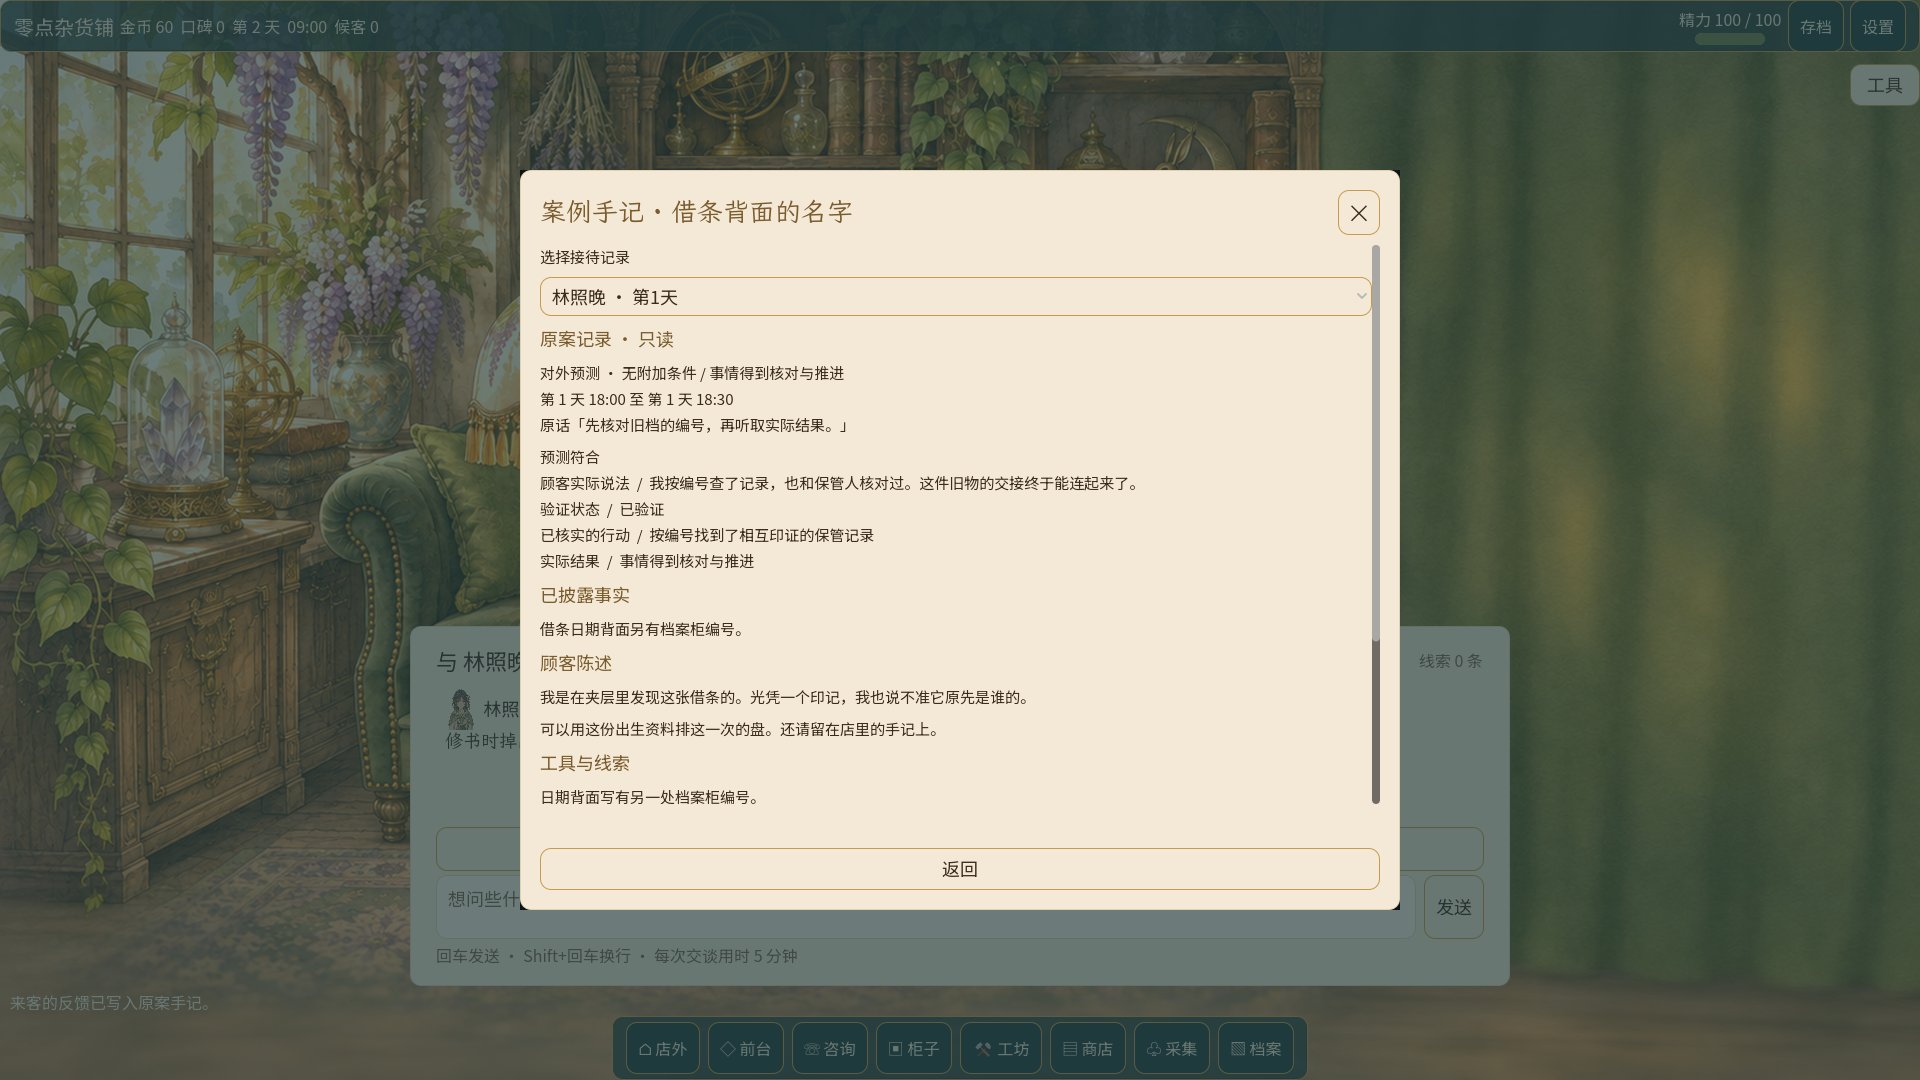 零点杂货铺 金币 60 口碑 0 第 2 天 09:00 候客 0
精力 100 / 100
存档
设置
工具
案例手记·借条背面的名字
选择接待记录
林照晚 · 第1天
原案记录 · 只读
对外预测 · 无附加条件 / 事情得到核对与推进
第 1 天 18:00 至 第 1 天 18:30
原话「先核对旧档的编号，再听取实际结果。」
预测符合
顾客实际说法 / 我按编号查了记录，也和保管人核对过。这件旧物的交接终于能连起来了。
验证状态 / 已验证
已核实的行动 / 按编号找到了相互印证的保管记录
实际结果 / 事情得到核对与推进
已披露事实
借条日期背面另有档案柜编号。
顾客陈述
我是在夹层里发现这张借条的。光凭一个印记，我也说不准它原先是谁的。
可以用这份出生资料排这一次的盘。还请留在店里的手记上。
工具与线索
日期背面写有另一处档案柜编号。
返回
与 林照晚
线索 0 条
林照
修书时掉
想问些什
发送
回车发送 · Shift+回车换行 · 每次交谈用时 5 分钟
来客的反馈已写入原案手记。
店外
前台
咨询
柜子
工坊
商店
采集
档案